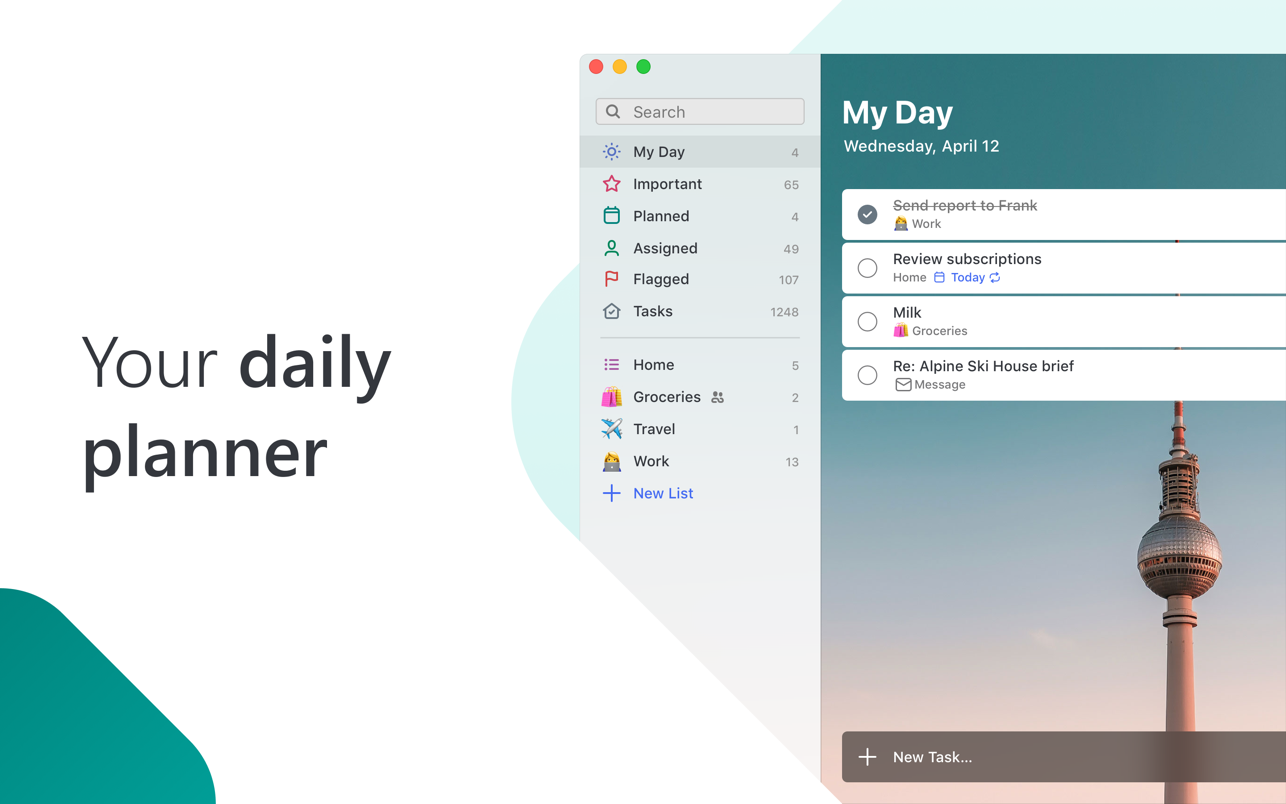 Your daily
planner
Search
My Day 4
Important 65
Planned 4
Assigned 49
Flagged 107
Tasks 1248
Home 5
Groceries 2
Travel 1
Work 13
New List
My Day
Wednesday, April 12
Send report to Frank
Work
Review subscriptions
Home Today
Milk
Groceries
Re: Alpine Ski House brief
Message
New Task...